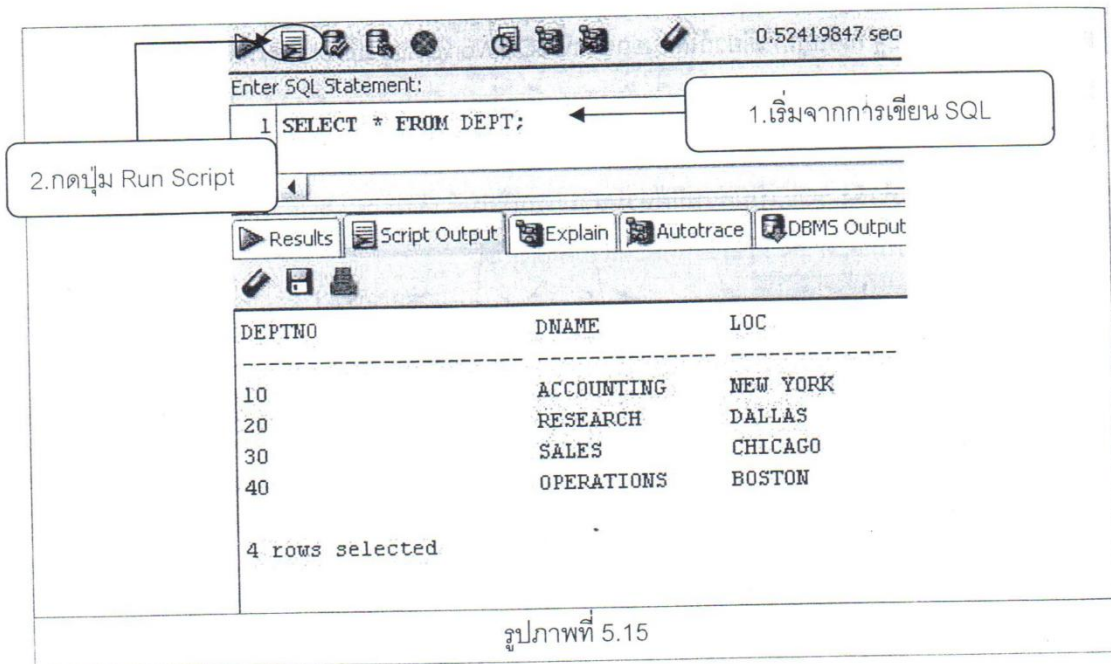 0.52419847 seco
Enter SQL Statement:
1 SELECT * FROM DEPT;
1.เริ่มจากการเขียน SQL
2.กดปุ่ม Run Script
Results Script Output Explain Autotrace DBMS Output
DEPTNO DNAME LOC
---------------------- -------------- -------------
10 ACCOUNTING NEW YORK
20 RESEARCH DALLAS
30 SALES CHICAGO
40 OPERATIONS BOSTON
4 rows selected
รูปภาพที่ 5.15